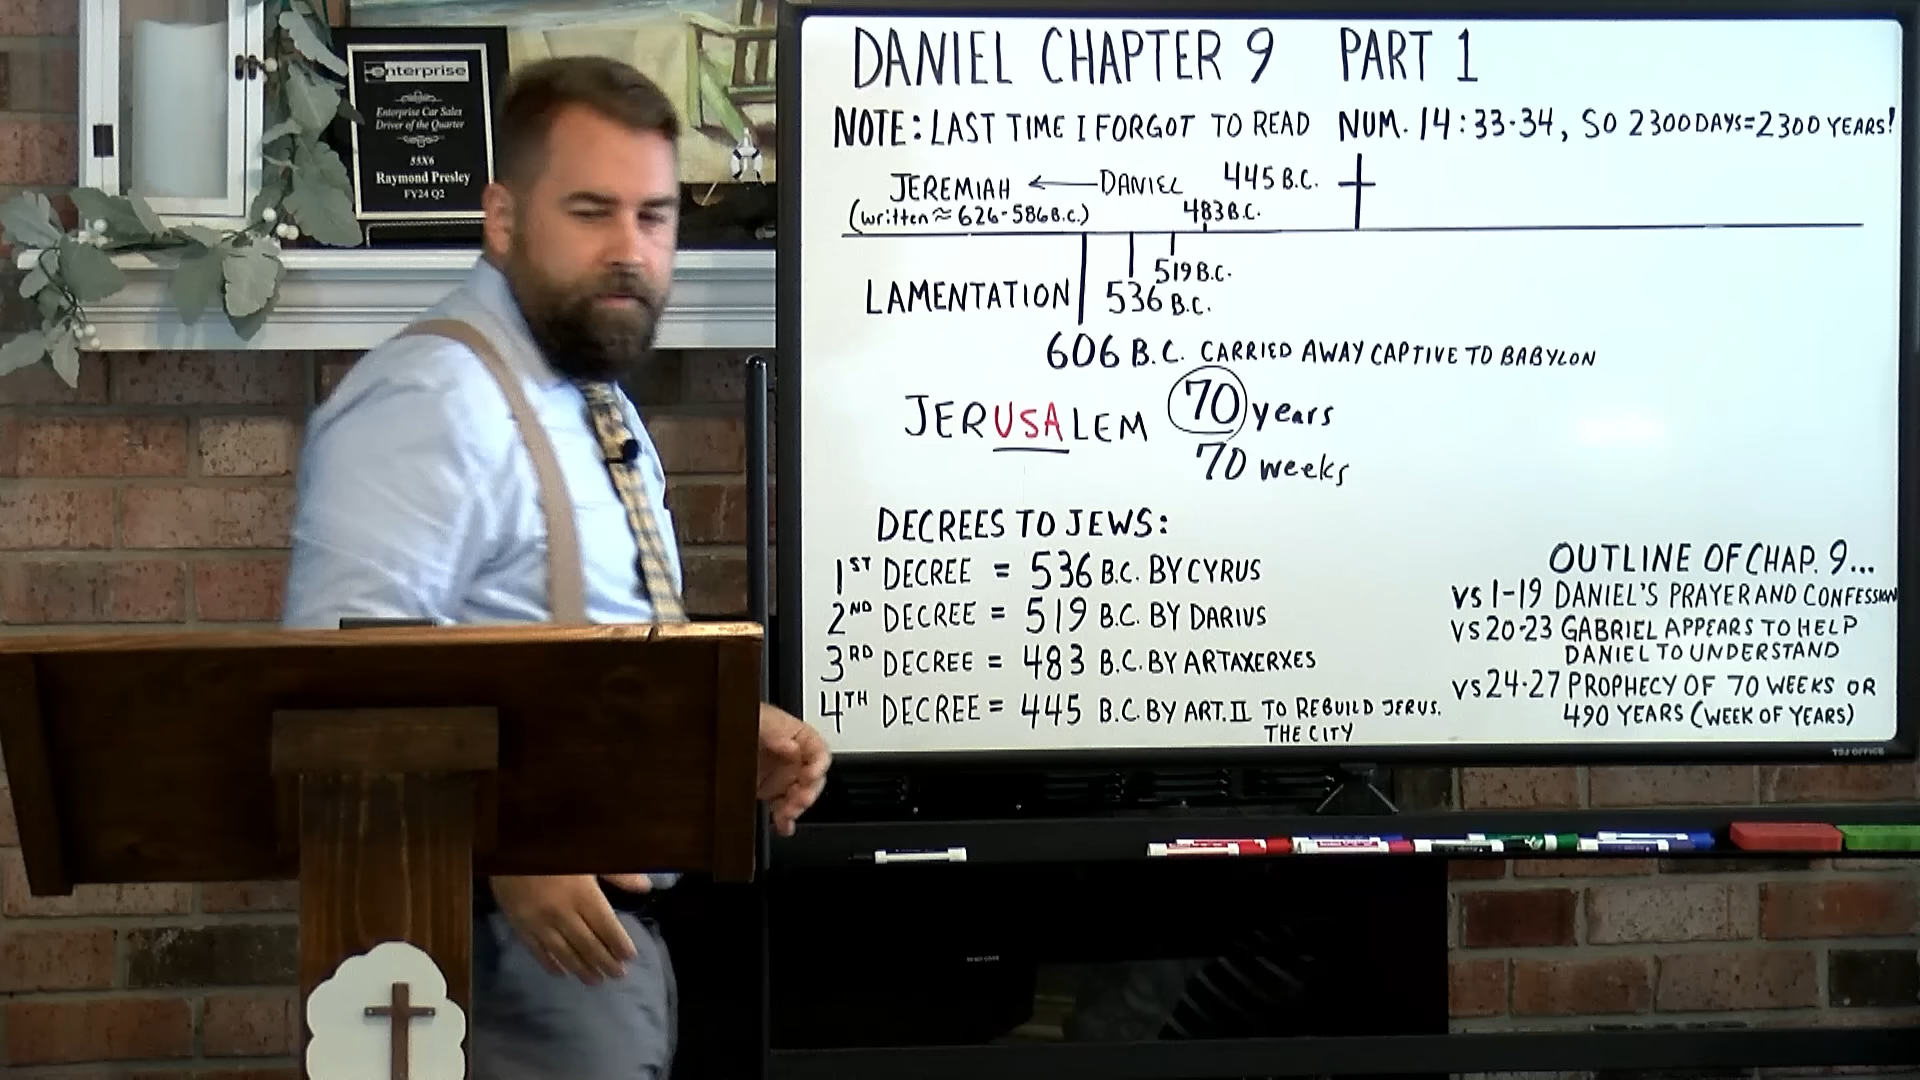 enterprise
Enterprise Car Sales
Driver of the Quarter
55X6
Raymond Presley
FY24 Q2
DANIEL CHAPTER 9 PART 1
NOTE: LAST TIME I FORGOT TO READ NUM. 14:33-34, SO 2300 DAYS=2300 YEARS!
JEREMIAH ← DANIEL 445 B.C.
(written ≈ 626-586 B.C.) 483 B.C.
519 B.C.
LAMENTATION 536 B.C.
606 B.C. CARRIED AWAY CAPTIVE TO BABYLON
JERUSALEM 70 years
70 weeks
DECREES TO JEWS:
1ST DECREE = 536 B.C. BY CYRUS
2ND DECREE = 519 B.C. BY DARIUS
3RD DECREE = 483 B.C. BY ARTAXERXES
4TH DECREE = 445 B.C. BY ART. II TO REBUILD JERUS.
THE CITY
OUTLINE OF CHAP. 9...
VS 1-19 DANIEL'S PRAYER AND CONFESSION
VS 20-23 GABRIEL APPEARS TO HELP
DANIEL TO UNDERSTAND
VS 24-27 PROPHECY OF 70 WEEKS OR
490 YEARS (WEEK OF YEARS)